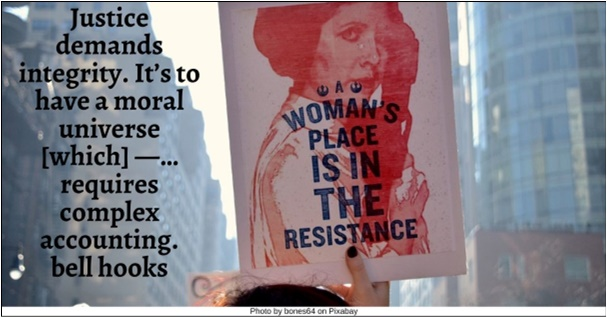 Justice
demands
integrity. It’s to
have a moral
universe
[which] —...
requires
complex
accounting.
bell hooks
A
WOMAN'S
PLACE
IS IN
THE
RESISTANCE
Photo by bones64 on Pixabay